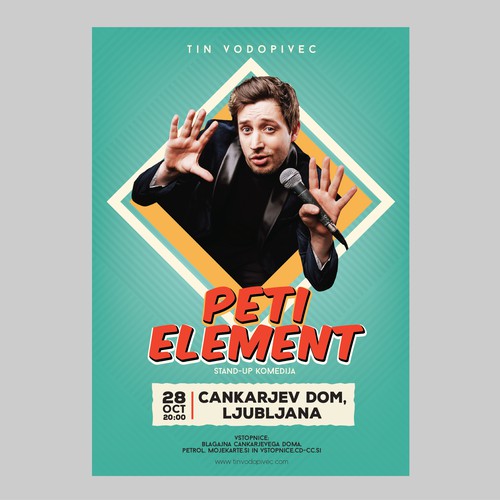 TIN VODOPIVEC
PETI
ELEMENT
STAND-UP KOMEDIJA
28
OCT
20:00
CANKARJEV DOM,
LJUBLJANA
VSTOPNICE:
BLAGAJNA CANKARJEVEGA DOMA,
PETROL, MOJEKARTE.SI IN VSTOPNICE.CD-CC.SI
www.tinvodopivec.com